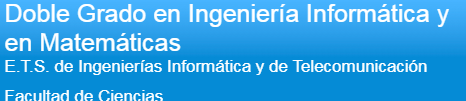 Doble Grado en Ingeniería Informática y
en Matemáticas
E.T.S. de Ingenierías Informática y de Telecomunicación
Facultad de Ciencias